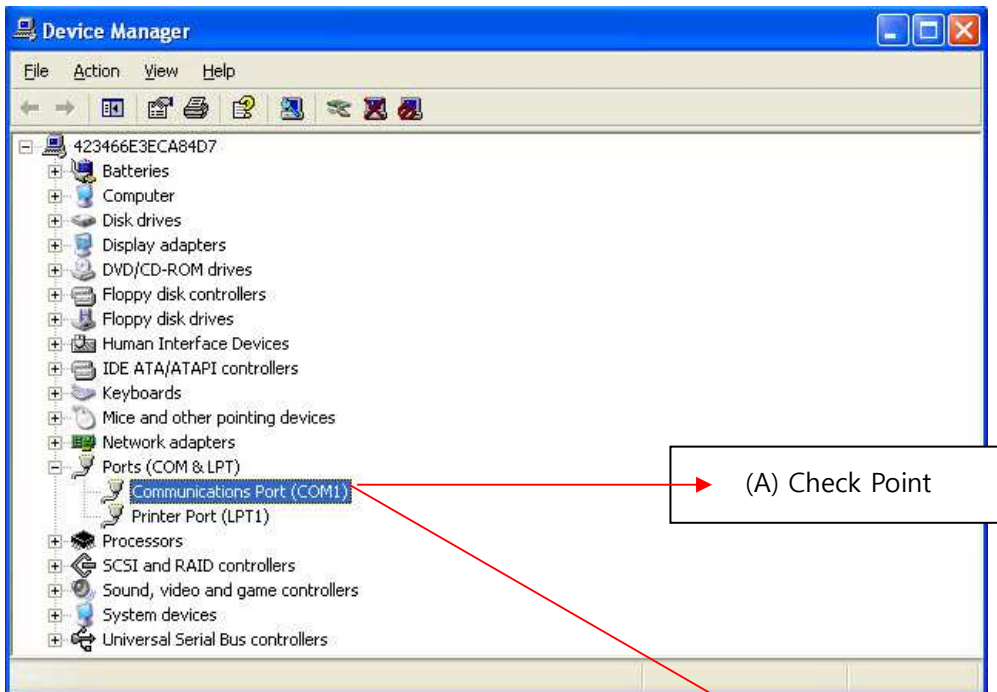 Device Manager
File Action View Help
423466E3ECA84D7
Batteries
Computer
Disk drives
Display adapters
DVD/CD-ROM drives
Floppy disk controllers
Floppy disk drives
Human Interface Devices
IDE ATA/ATAPI controllers
Keyboards
Mice and other pointing devices
Network adapters
Ports (COM & LPT)
Communications Port (COM1)
(A) Check Point
Printer Port (LPT1)
Processors
SCSI and RAID controllers
Sound, video and game controllers
System devices
Universal Serial Bus controllers